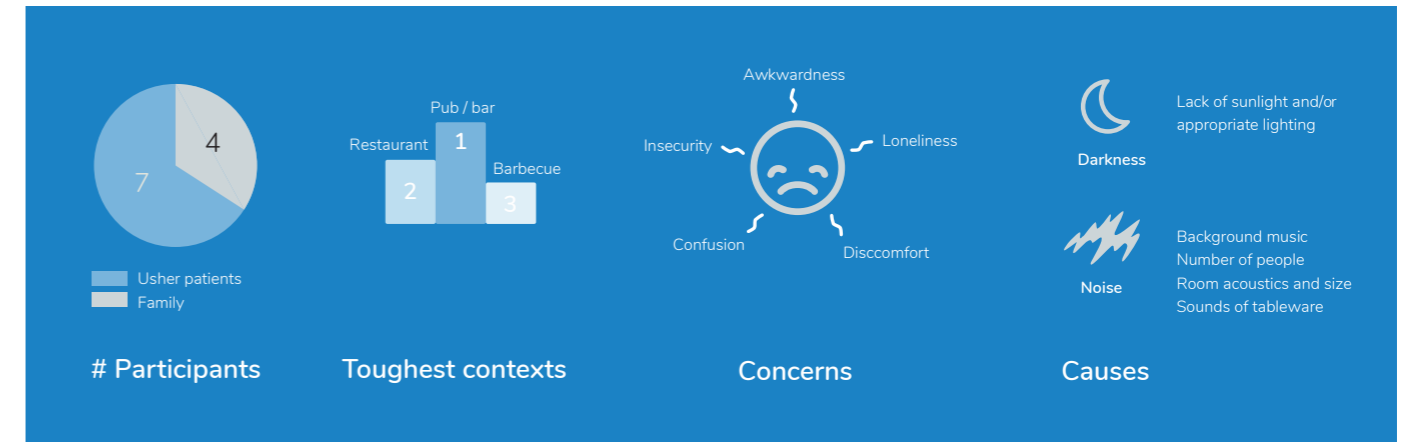 4
7
Usher patients
Family
# Participants
Pub / bar
Restaurant
1
Barbecue
2
3
Toughest contexts
Awkwardness
Insecurity
Loneliness
Confusion
Disccomfort
Concerns
Lack of sunlight and/or
appropriate lighting
Darkness
Background music
Number of people
Room acoustics and size
Sounds of tableware
Noise
Causes